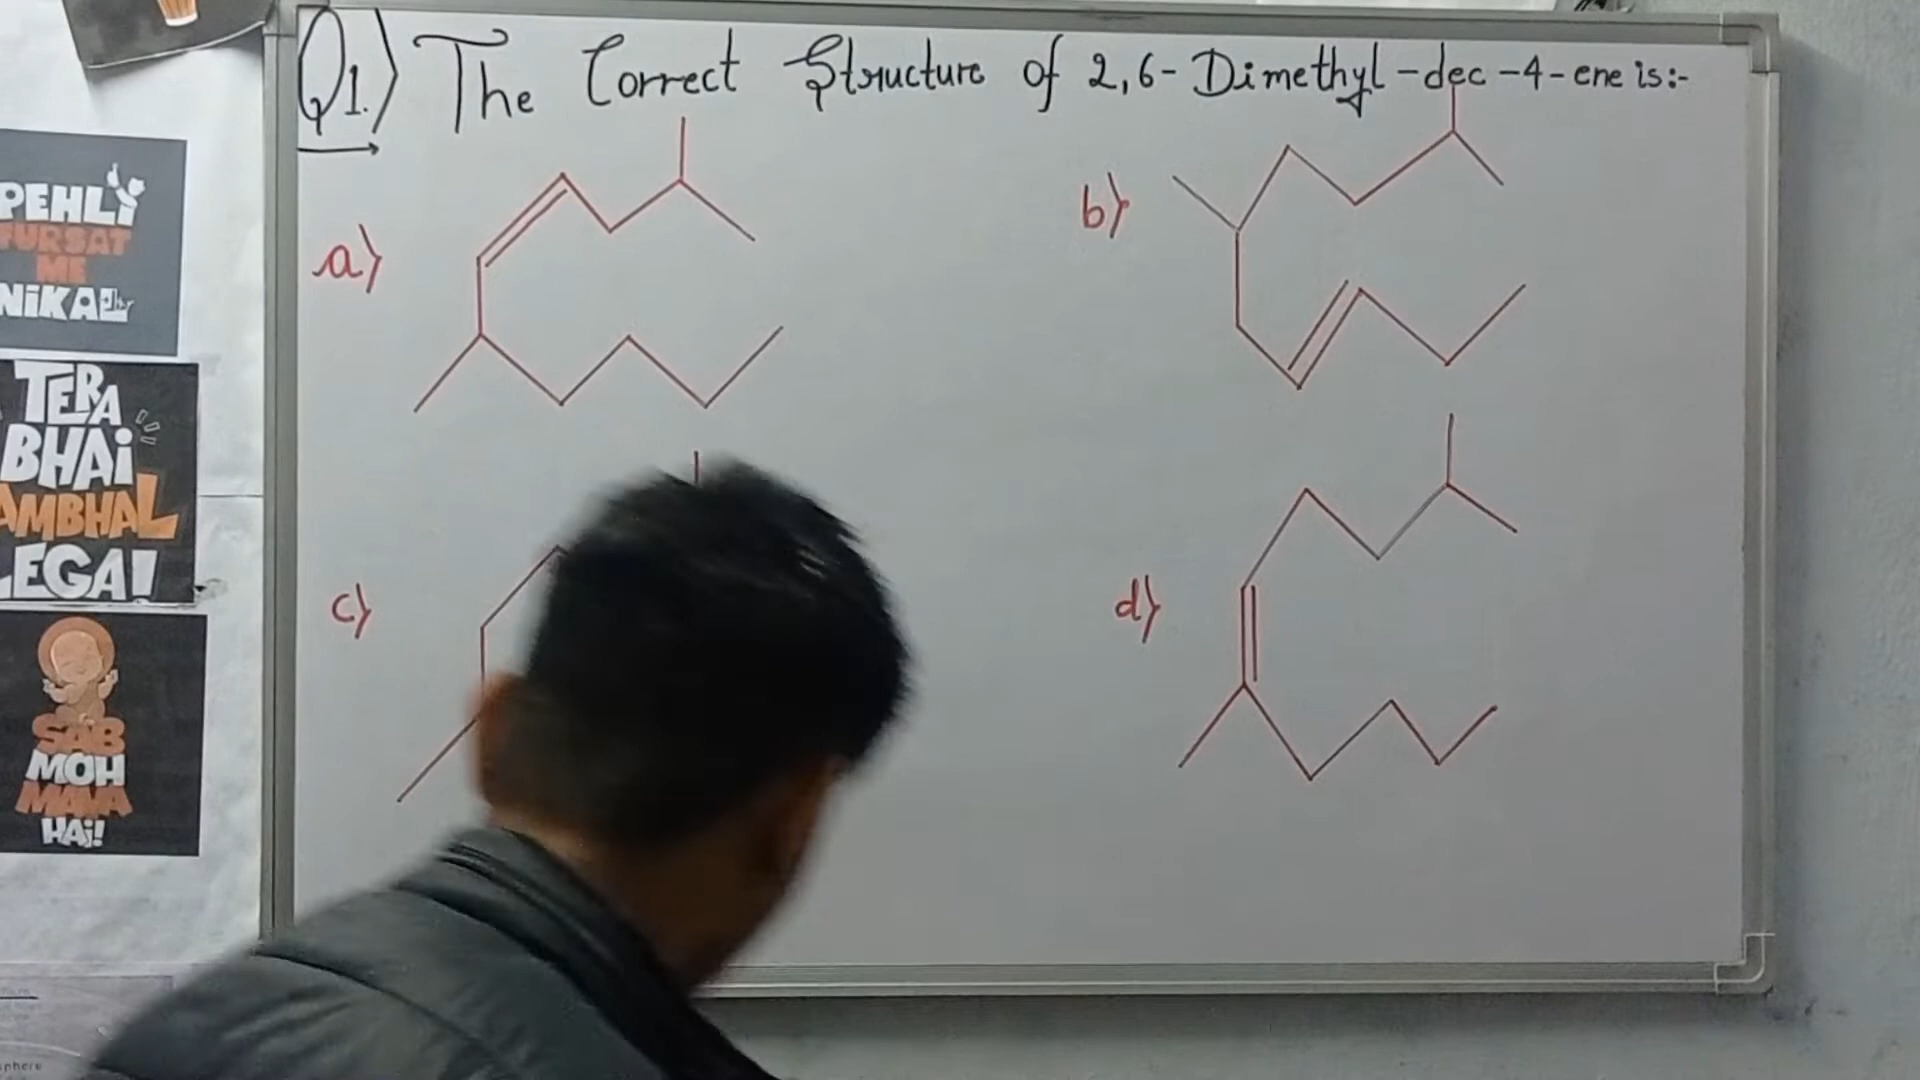 Q1.) The Correct Structure of 2,6-Dimethyl-dec-4-ene is:-
a)
b)
c)
d)
PEHLi
FURSAT
ME
NiKAL
TERA
BHAi
SAMBHAL
LEGA!
SAB
MOH
MAYA
HAi!
sphere